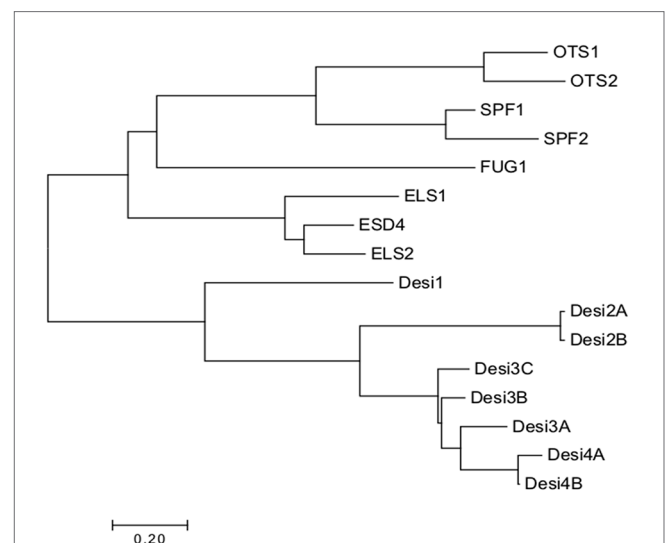 OTS1
OTS2
SPF1
SPF2
FUG1
ELS1
ESD4
ELS2
Desi1
Desi2A
Desi2B
Desi3C
Desi3B
Desi3A
Desi4A
Desi4B
0.20